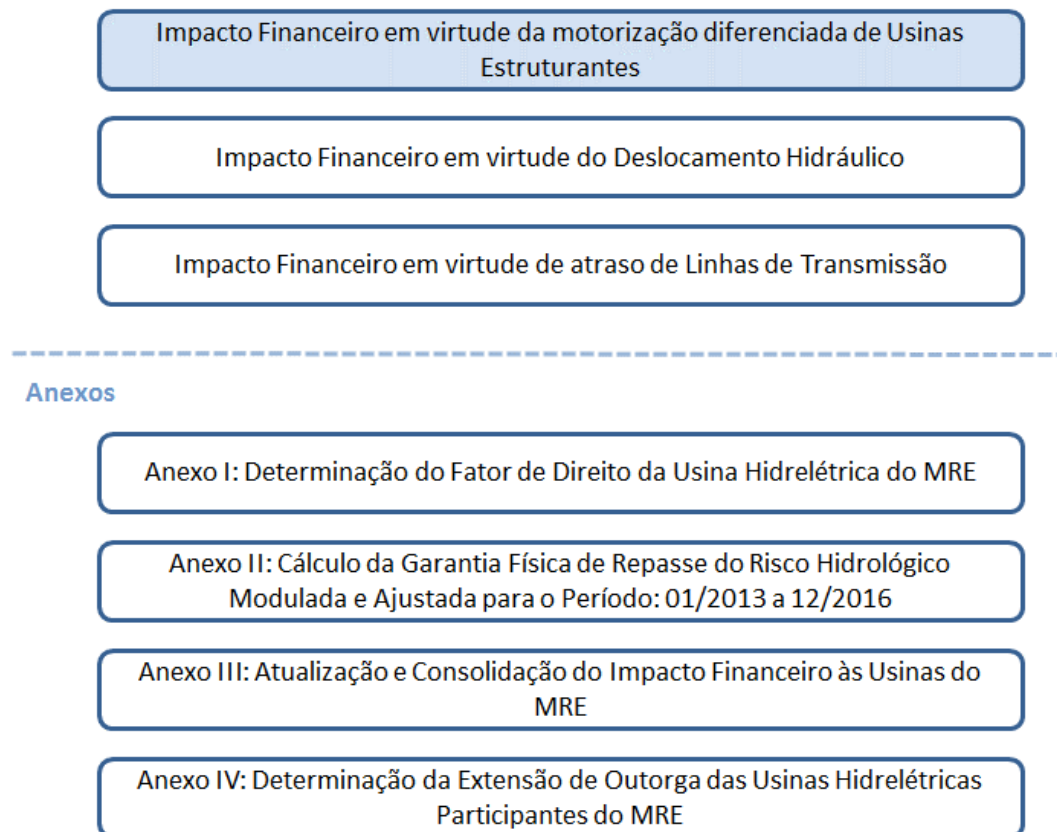 Impacto Financeiro em virtude da motorização diferenciada de Usinas
Estruturantes
Impacto Financeiro em virtude do Deslocamento Hidráulico
Impacto Financeiro em virtude de atraso de Linhas de Transmissão
Anexos
Anexo I: Determinação do Fator de Direito da Usina Hidrelétrica do MRE
Anexo II: Cálculo da Garantia Física de Repasse do Risco Hidrológico
Modulada e Ajustada para o Período: 01/2013 a 12/2016
Anexo III: Atualização e Consolidação do Impacto Financeiro às Usinas do
MRE
Anexo IV: Determinação da Extensão de Outorga das Usinas Hidrelétricas
Participantes do MRE